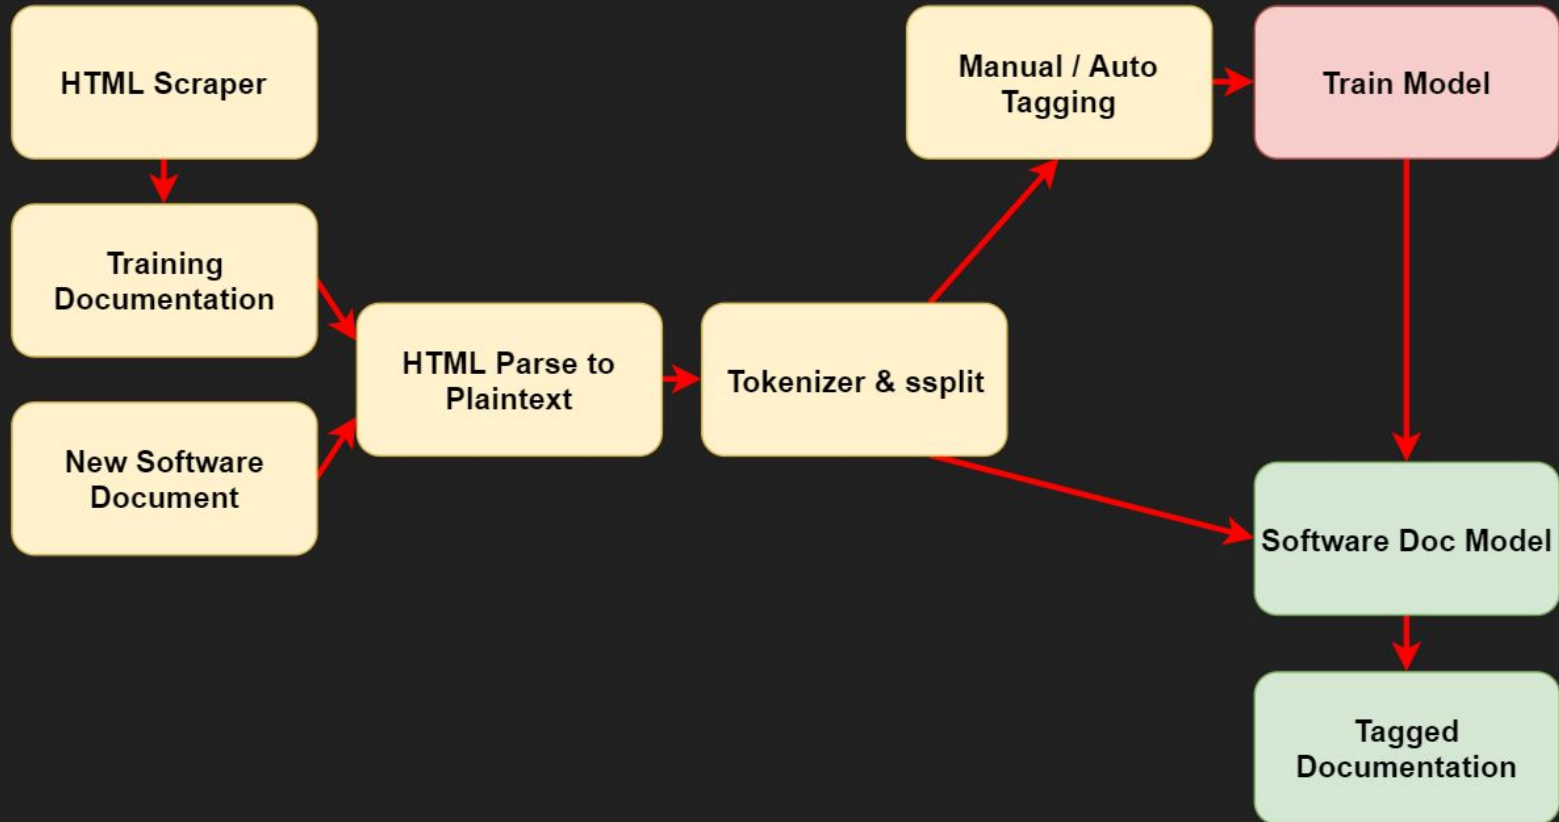 HTML Scraper
Training
Documentation
New Software
Document
HTML Parse to
Plaintext
Tokenizer & ssplit
Manual / Auto
Tagging
Train Model
Software Doc Model
Tagged
Documentation